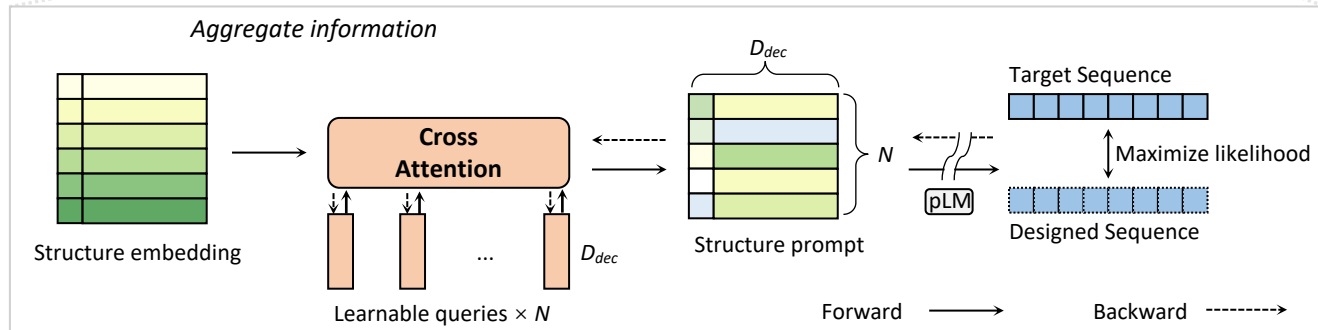 Aggregate information
Structure embedding
Cross
Attention
...
D_dec
Learnable queries × N
D_dec
N
Structure prompt
pLM
Target Sequence
Maximize likelihood
Designed Sequence
Forward
Backward